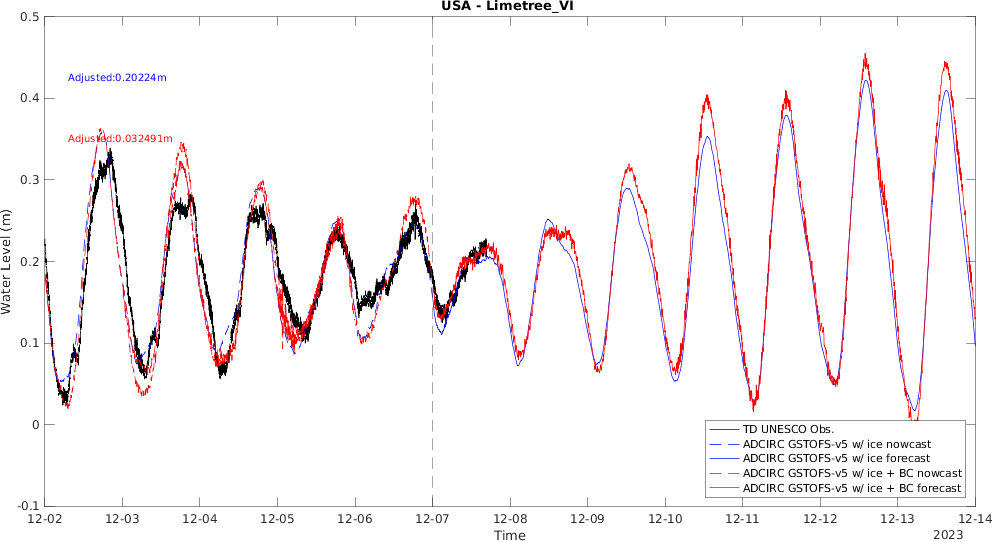 USA - Limetree_VI
0.5
0.4
0.3
0.2
0.1
0
-0.1
Water Level (m)
Adjusted:0.20224m
Adjusted:0.032491m
TD UNESCO Obs.
ADCIRC GSTOFS-v5 w/ ice nowcast
ADCIRC GSTOFS-v5 w/ ice forecast
ADCIRC GSTOFS-v5 w/ ice + BC nowcast
ADCIRC GSTOFS-v5 w/ ice + BC forecast
12-02 12-03 12-04 12-05 12-06 12-07 12-08 12-09 12-10 12-11 12-12 12-13 12-14
Time
2023